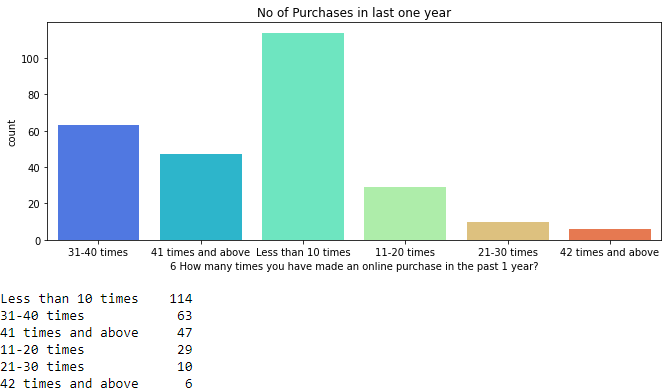 No of Purchases in last one year
100
80
60
40
20
0
count
31-40 times 41 times and above Less than 10 times 11-20 times 21-30 times 42 times and above
6 How many times you have made an online purchase in the past 1 year?
Less than 10 times 114
31-40 times 63
41 times and above 47
11-20 times 29
21-30 times 10
42 times and above 6